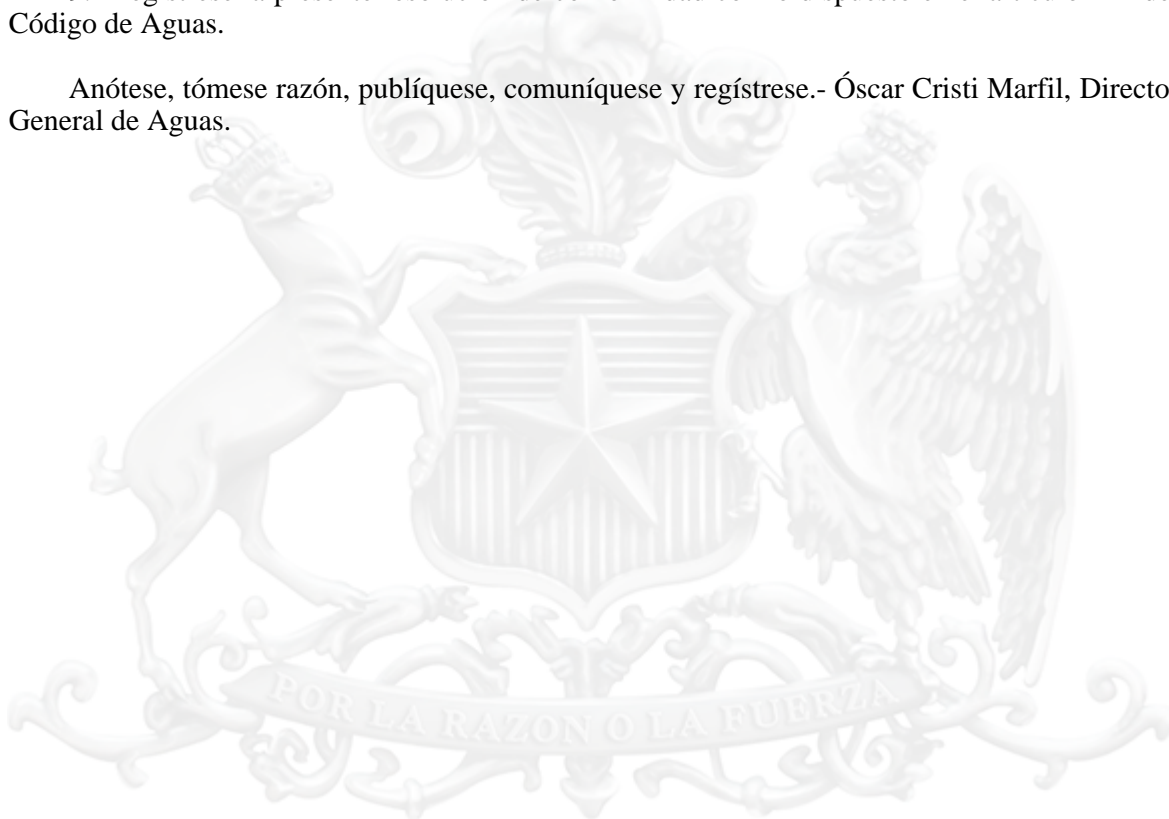 Código de Aguas.
Anótese, tómese razón, publíquese, comuníquese y regístrese.- Óscar Cristi Marfil, Directo
General de Aguas.
POR LA RAZON O LA FUERZA